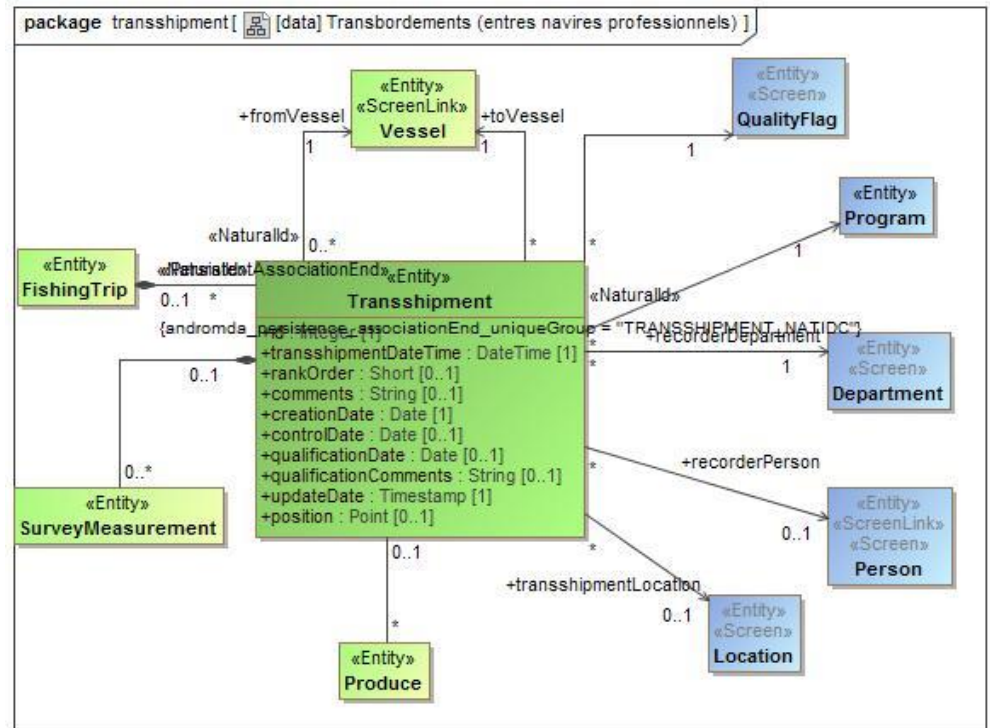 package transshipment [ [data] Transbordements (entres navires professionnels) ]
«Entity»
«ScreenLink»
Vessel
+fromVessel
1
+toVessel
1
«Entity»
«Screen»
QualityFlag
1
«Entity»
Program
1
«NaturalId»
0..*
*
*
«Entity»
FishingTrip
0..1
*
«PersistentAssociationEnd»
«NaturalId»
«Entity»
Transshipment
{andromda_persistence_associationEnd_uniqueGroup = "TRANSSHIPMENT_NATIDC"}
+id : Integer [1]
+transshipmentDateTime : DateTime [1]
+rankOrder : Short [0..1]
+comments : String [0..1]
+creationDate : Date [1]
+controlDate : Date [0..1]
+qualificationDate : Date [0..1]
+qualificationComments : String [0..1]
+updateDate : Timestamp [1]
+position : Point [0..1]
*
*
+recorderDepartment
1
«Entity»
«Screen»
Department
0..1
0..*
«Entity»
SurveyMeasurement
*
+recorderPerson
0..1
«Entity»
«ScreenLink»
«Screen»
Person
*
+transshipmentLocation
0..1
«Entity»
«Screen»
Location
0..1
*
«Entity»
Produce